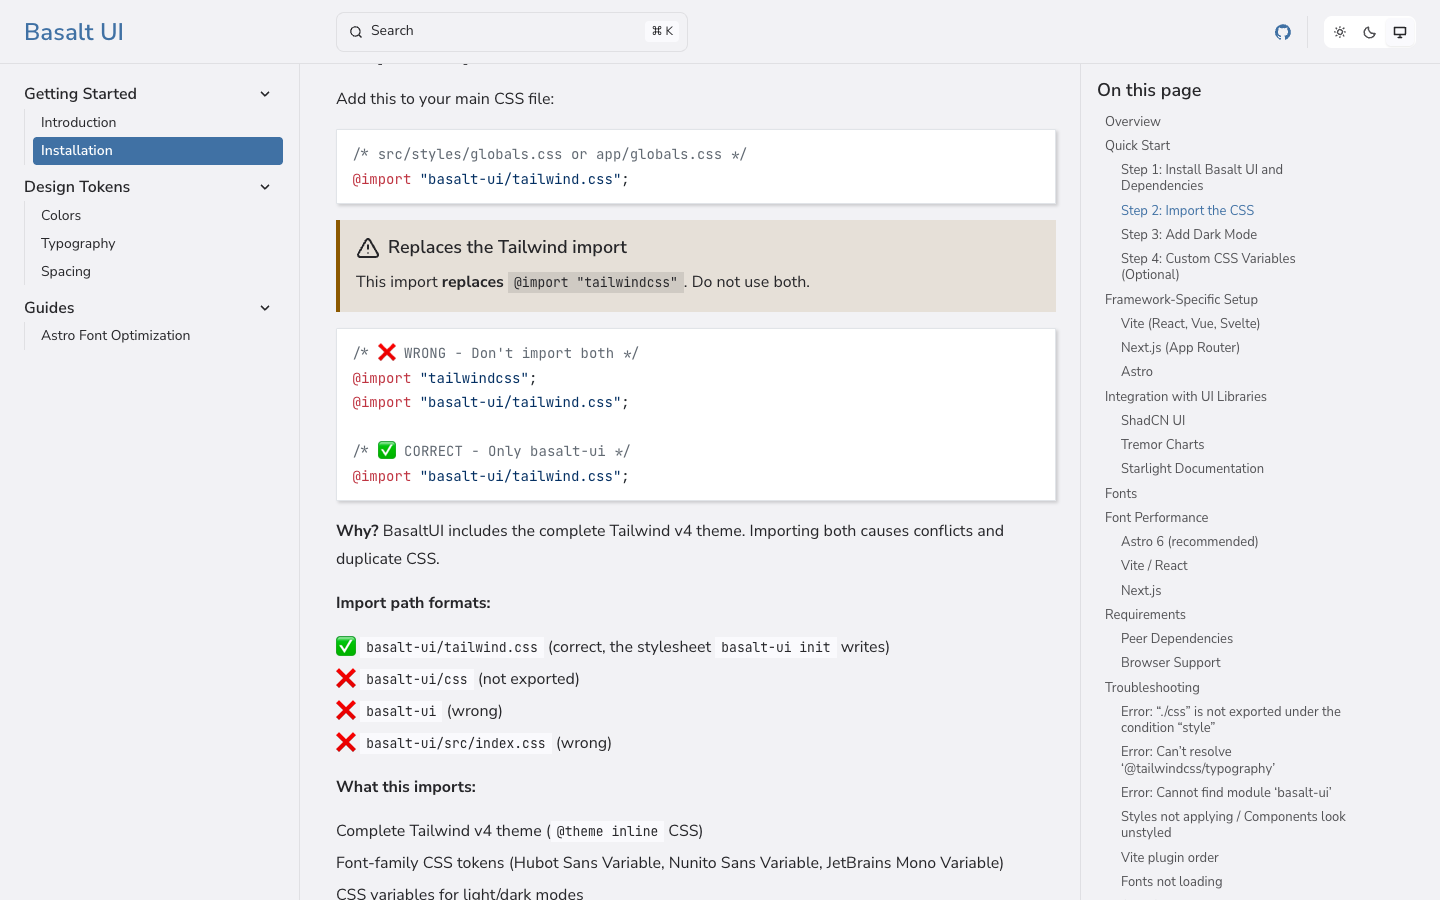 Basalt UI
Search
⌘ K
Getting Started
Introduction
Installation
Design Tokens
Colors
Typography
Spacing
Guides
Astro Font Optimization
Add this to your main CSS file:
/* src/styles/globals.css or app/globals.css */
@import "basalt-ui/tailwind.css";
Replaces the Tailwind import
This import replaces @import "tailwindcss". Do not use both.
/* ❌ WRONG - Don't import both */
@import "tailwindcss";
@import "basalt-ui/tailwind.css";
/* ✅ CORRECT - Only basalt-ui */
@import "basalt-ui/tailwind.css";
Why? BasaltUI includes the complete Tailwind v4 theme. Importing both causes conflicts and
duplicate CSS.
Import path formats:
✅ basalt-ui/tailwind.css (correct, the stylesheet basalt-ui init writes)
❌ basalt-ui/css (not exported)
❌ basalt-ui (wrong)
❌ basalt-ui/src/index.css (wrong)
What this imports:
Complete Tailwind v4 theme ( @theme inline CSS)
Font-family CSS tokens (Hubot Sans Variable, Nunito Sans Variable, JetBrains Mono Variable)
CSS variables for light/dark modes
On this page
Overview
Quick Start
Step 1: Install Basalt UI and
Dependencies
Step 2: Import the CSS
Step 3: Add Dark Mode
Step 4: Custom CSS Variables
(Optional)
Framework-Specific Setup
Vite (React, Vue, Svelte)
Next.js (App Router)
Astro
Integration with UI Libraries
ShadCN UI
Tremor Charts
Starlight Documentation
Fonts
Font Performance
Astro 6 (recommended)
Vite / React
Next.js
Requirements
Peer Dependencies
Browser Support
Troubleshooting
Error: “./css” is not exported under the
condition “style”
Error: Can’t resolve
‘@tailwindcss/typography’
Error: Cannot find module ‘basalt-ui’
Styles not applying / Components look
unstyled
Vite plugin order
Fonts not loading